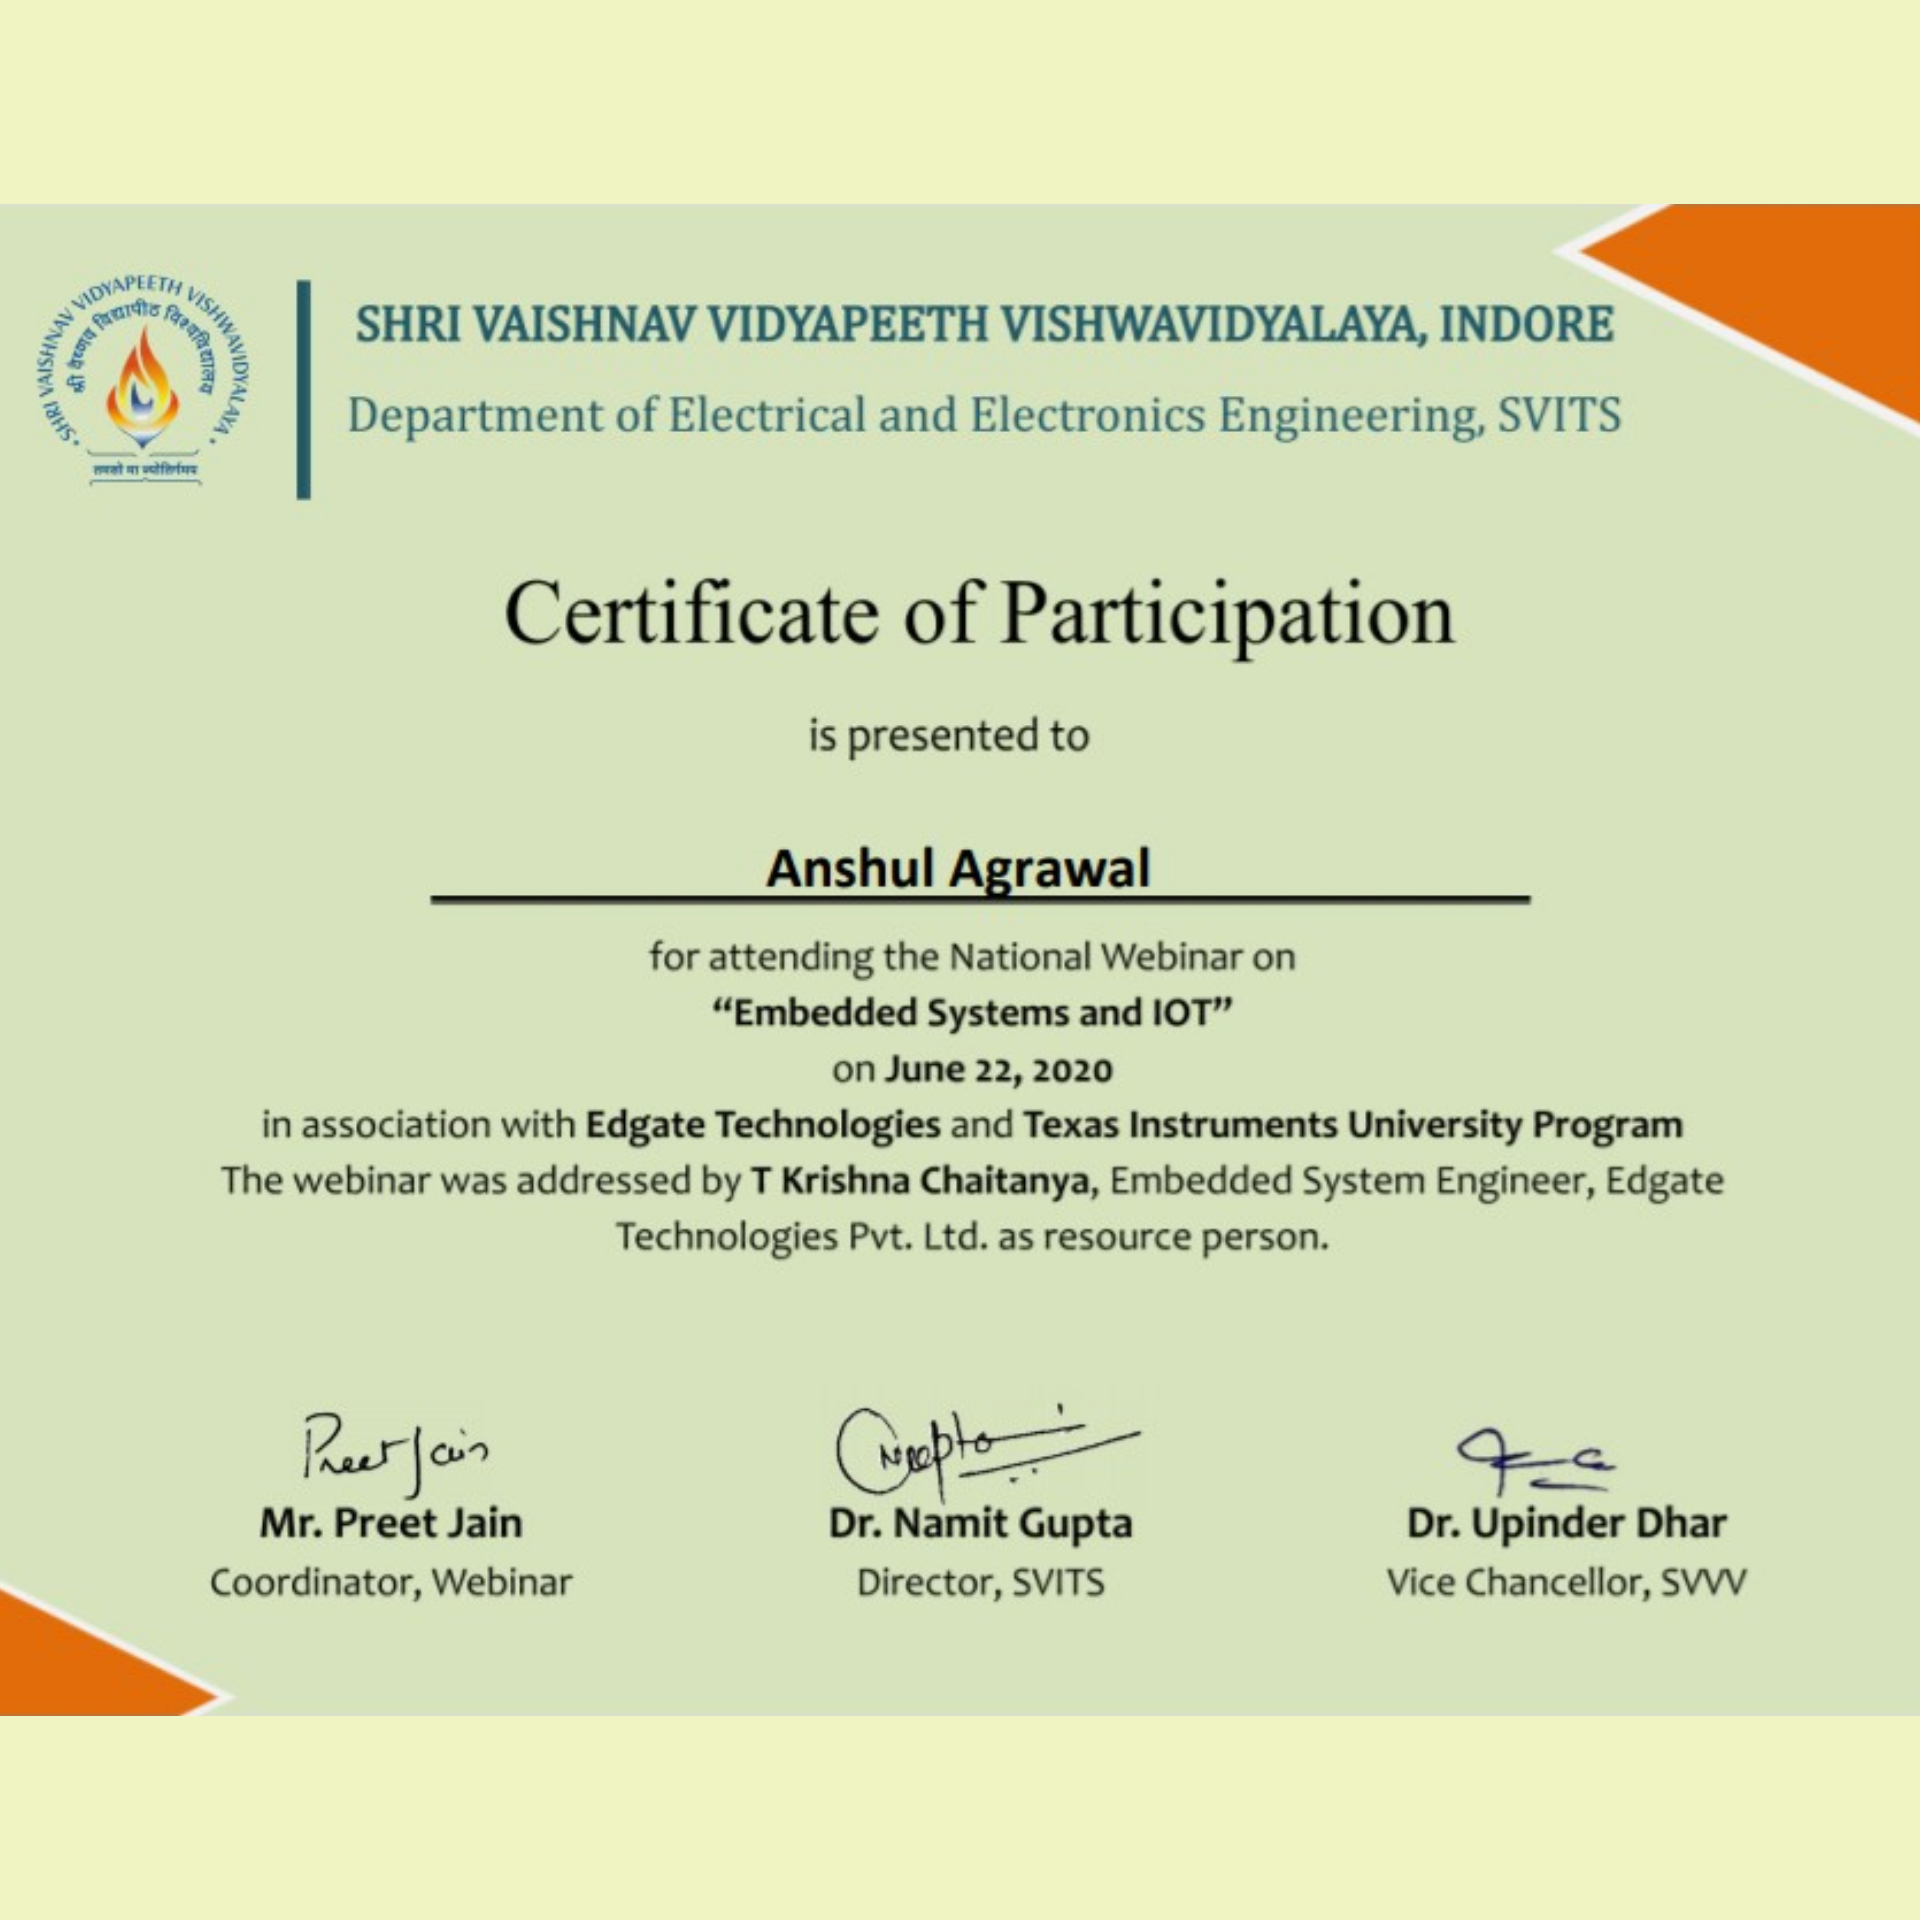 SHRI VAISHNAV VIDYAPEETH VISHWAVIDYALAYA
श्री वैष्णव विद्यापीठ विश्वविद्यालय
तमसो मा ज्योतिर्गमय
SHRI VAISHNAV VIDYAPEETH VISHWAVIDYALAYA, INDORE
Department of Electrical and Electronics Engineering, SVITS
Certificate of Participation
is presented to
Anshul Agrawal
for attending the National Webinar on
“Embedded Systems and IOT”
on June 22, 2020
in association with Edgate Technologies and Texas Instruments University Program
The webinar was addressed by T Krishna Chaitanya, Embedded System Engineer, Edgate
Technologies Pvt. Ltd. as resource person.
Preet Jain
Mr. Preet Jain
Coordinator, Webinar
Dr. Namit Gupta
Director, SVITS
Dr. Upinder Dhar
Vice Chancellor, SVVV